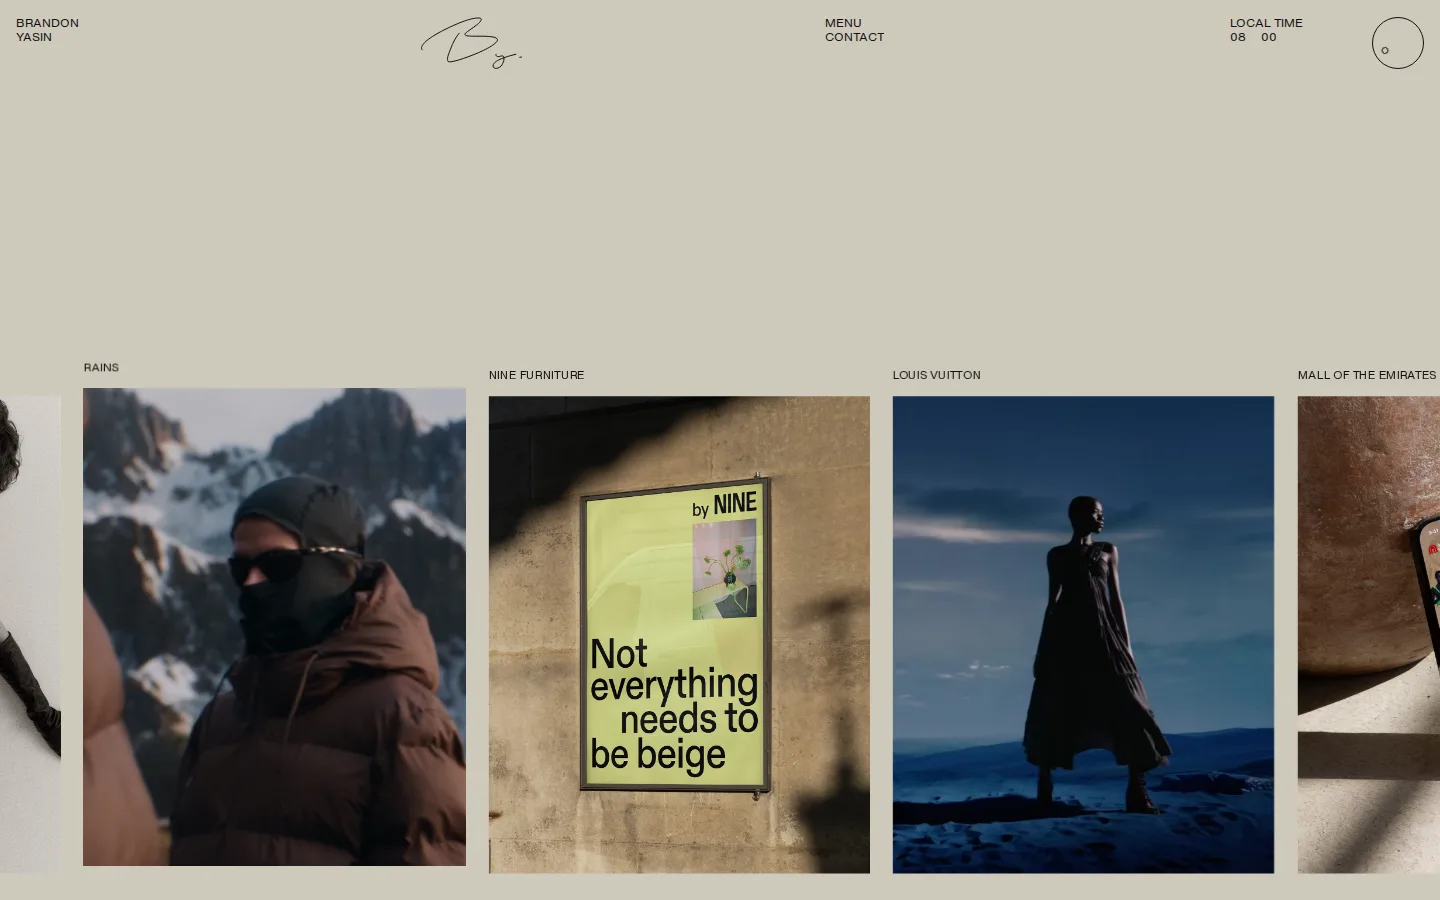 BRANDON
YASIN
By.
MENU
CONTACT
LOCAL TIME
08 00
RAINS
NINE FURNITURE
LOUIS VUITTON
MALL OF THE EMIRATES
by NINE
Not
everything
needs to
be beige